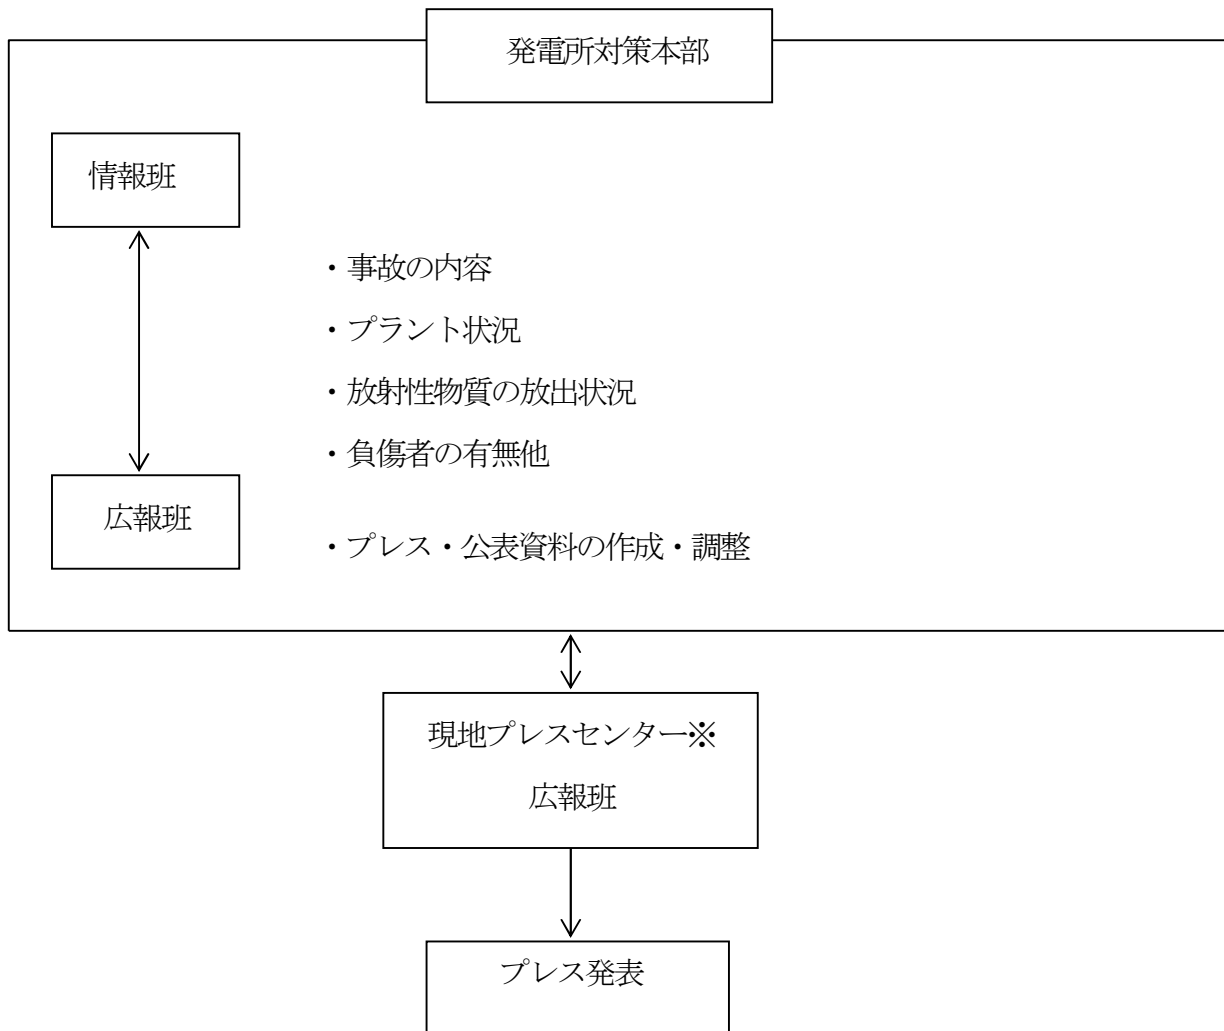 発電所対策本部
情報班
・事故の内容
・プラント状況
・放射性物質の放出状況
・負傷者の有無他
広報班
・プレス・公表資料の作成・調整
現地プレスセンター※
広報班
プレス発表